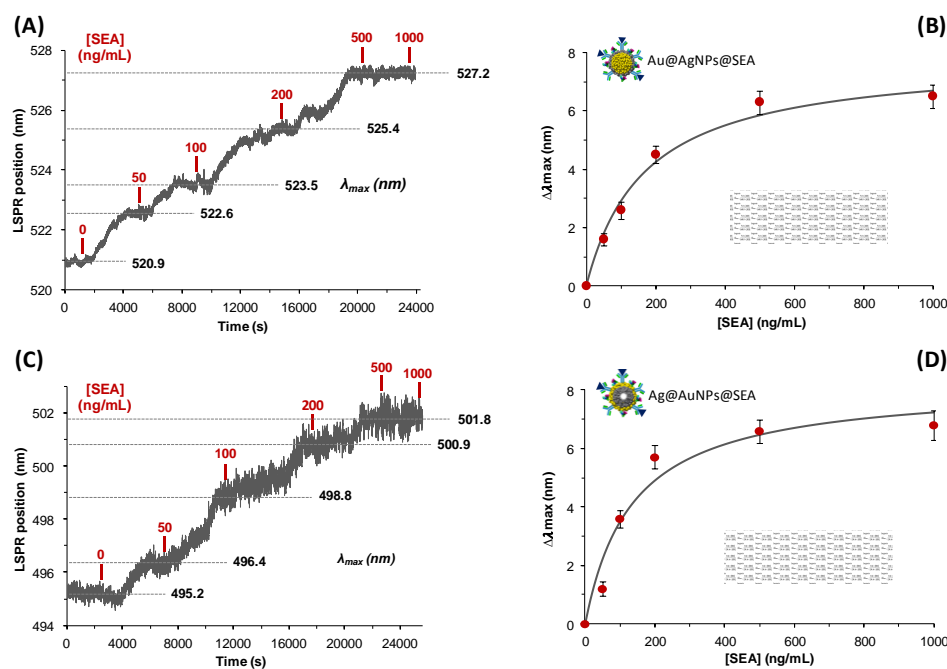 (A)
[SEA]
(ng/mL)
0
50
100
200
500
1000
527.2
525.4
523.5
522.6
520.9
λmax (nm)
LSPR position (nm)
528
527
526
525
524
523
522
521
520
0 4000 8000 12000 16000 20000 24000
Time (s)
(B)
Au@AgNPs@SEA
Δλmax (nm)
8
6
4
2
0
0 200 400 600 800 1000
[SEA] (ng/mL)
(C)
[SEA]
(ng/mL)
0
50
100
200
500
1000
501.8
500.9
498.8
496.4
495.2
λmax (nm)
LSPR position (nm)
502
500
498
496
494
0 4000 8000 12000 16000 20000 24000
Time (s)
(D)
Ag@AuNPs@SEA
Δλmax (nm)
8
6
4
2
0
0 200 400 600 800 1000
[SEA] (ng/mL)